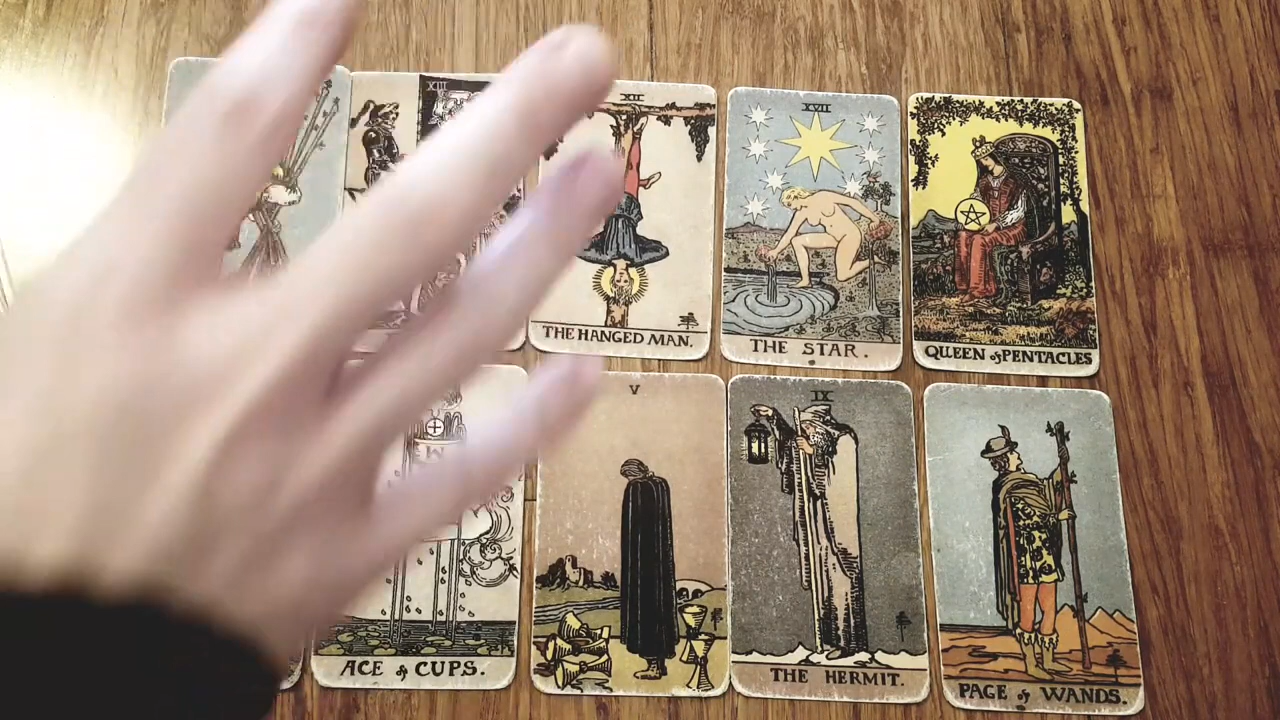 XIII
XII
XVII
THE HANGED MAN.
THE STAR.
QUEEN of PENTACLES
V
IX
ACE of CUPS.
THE HERMIT.
PAGE of WANDS.